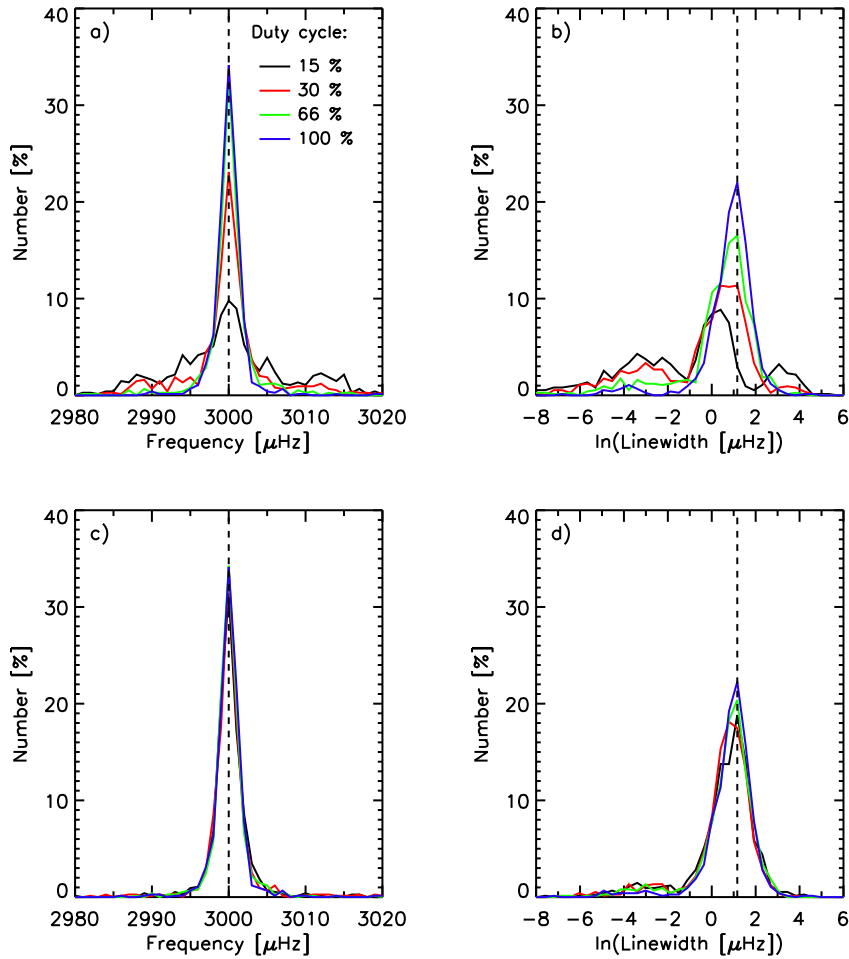 a)
Duty cycle:
15 %
30 %
66 %
100 %
40
30
20
10
0
Number [%]
2980 2990 3000 3010 3020
Frequency [μHz]
b)
40
30
20
10
0
Number [%]
-8 -6 -4 -2 0 2 4 6
ln(Linewidth [μHz])
c)
40
30
20
10
0
Number [%]
2980 2990 3000 3010 3020
Frequency [μHz]
d)
40
30
20
10
0
Number [%]
-8 -6 -4 -2 0 2 4 6
ln(Linewidth [μHz])